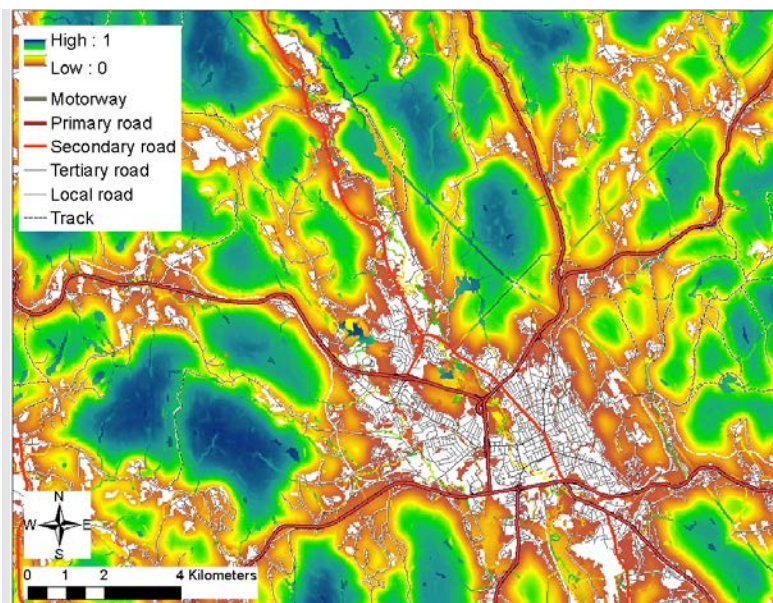 High : 1
Low : 0
Motorway
Primary road
Secondary road
Tertiary road
Local road
Track
N
W E
S
0 1 2 4 Kilometers